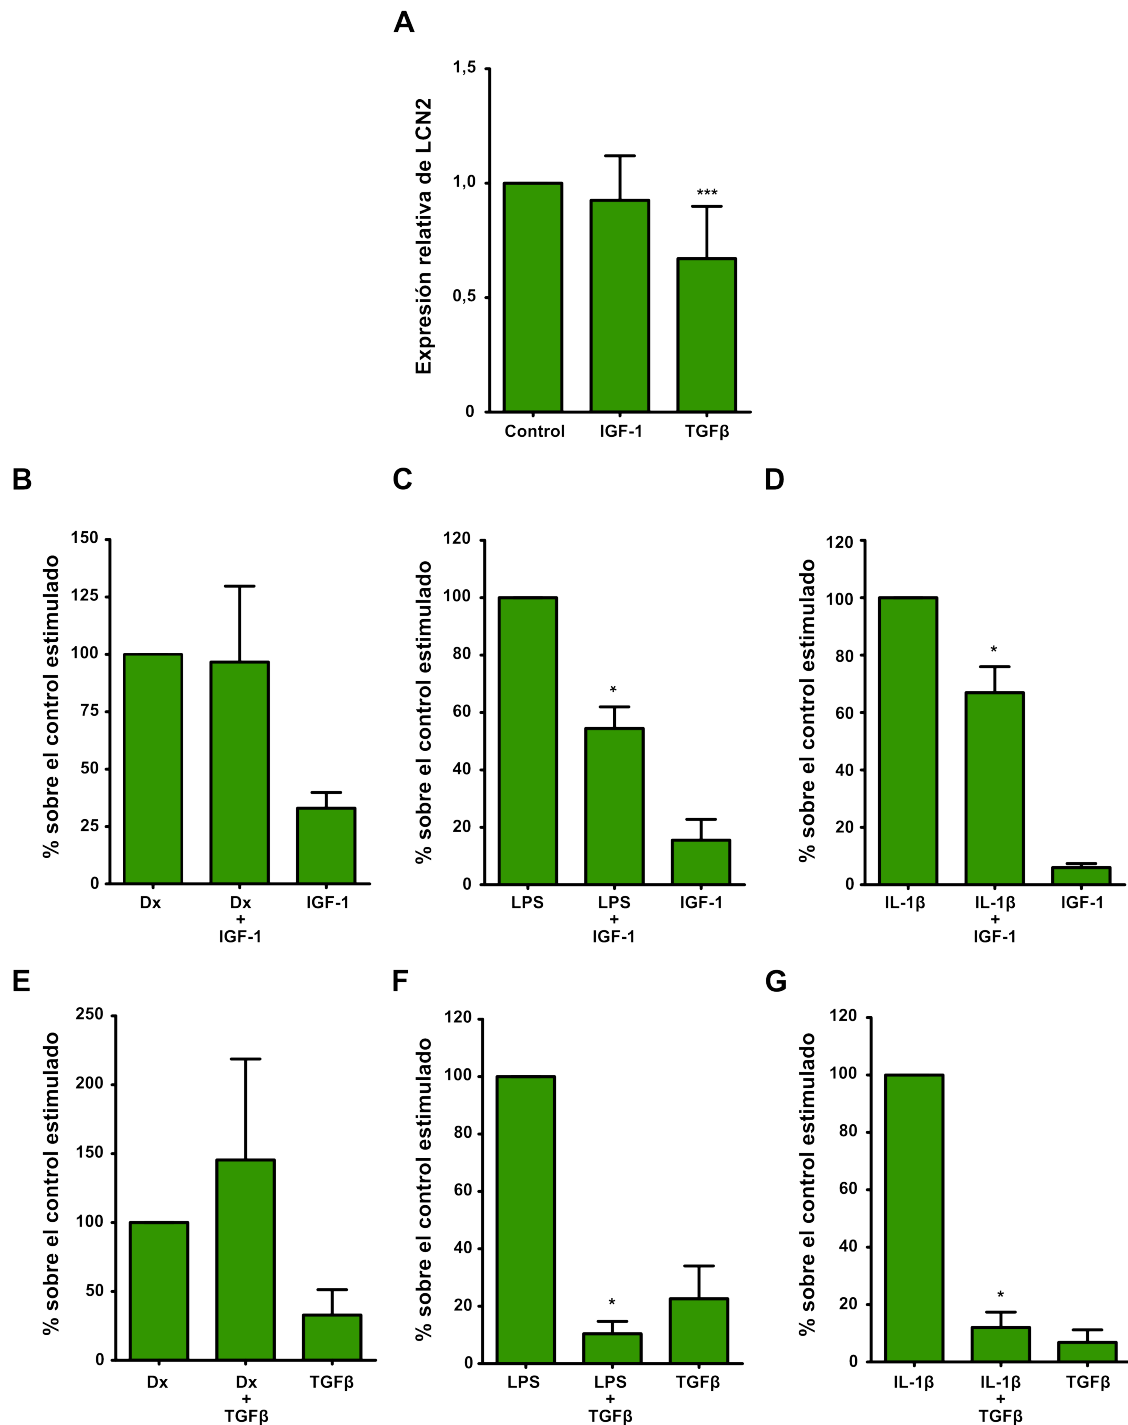 A
Expresión relativa de LCN2
1,5
1,0
0,5
0
***
Control IGF-1 TGFβ
B
% sobre el control estimulado
150
125
100
75
50
25
0
Dx Dx + IGF-1 IGF-1
C
% sobre el control estimulado
120
100
80
60
40
20
0
*
LPS LPS + IGF-1 IGF-1
D
% sobre el control estimulado
120
100
80
60
40
20
0
*
IL-1β IL-1β + IGF-1 IGF-1
E
% sobre el control estimulado
250
200
150
100
50
0
Dx Dx + TGFβ TGFβ
F
% sobre el control estimulado
120
100
80
60
40
20
0
*
LPS LPS + TGFβ TGFβ
G
% sobre el control estimulado
120
100
80
60
40
20
0
*
IL-1β IL-1β + TGFβ TGFβ